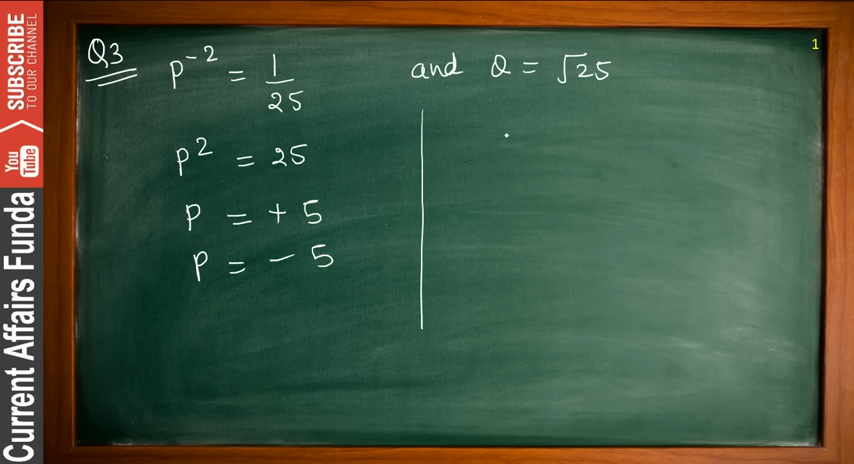 Q3 p⁻² = 1/25 and Q = √25
p² = 25
p = + 5
p = - 5
1
SUBSCRIBE
TO OUR CHANNEL
You Tube
Current Affairs Funda